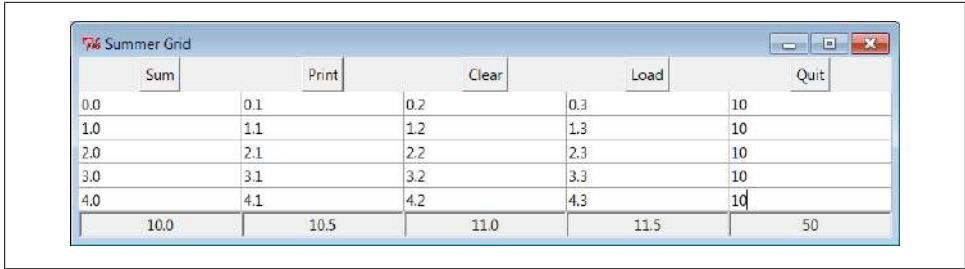 Summer Grid
Sum Print Clear Load Quit
0.0 0.1 0.2 0.3 10
1.0 1.1 1.2 1.3 10
2.0 2.1 2.2 2.3 10
3.0 3.1 3.2 3.3 10
4.0 4.1 4.2 4.3 10
10.0 10.5 11.0 11.5 50